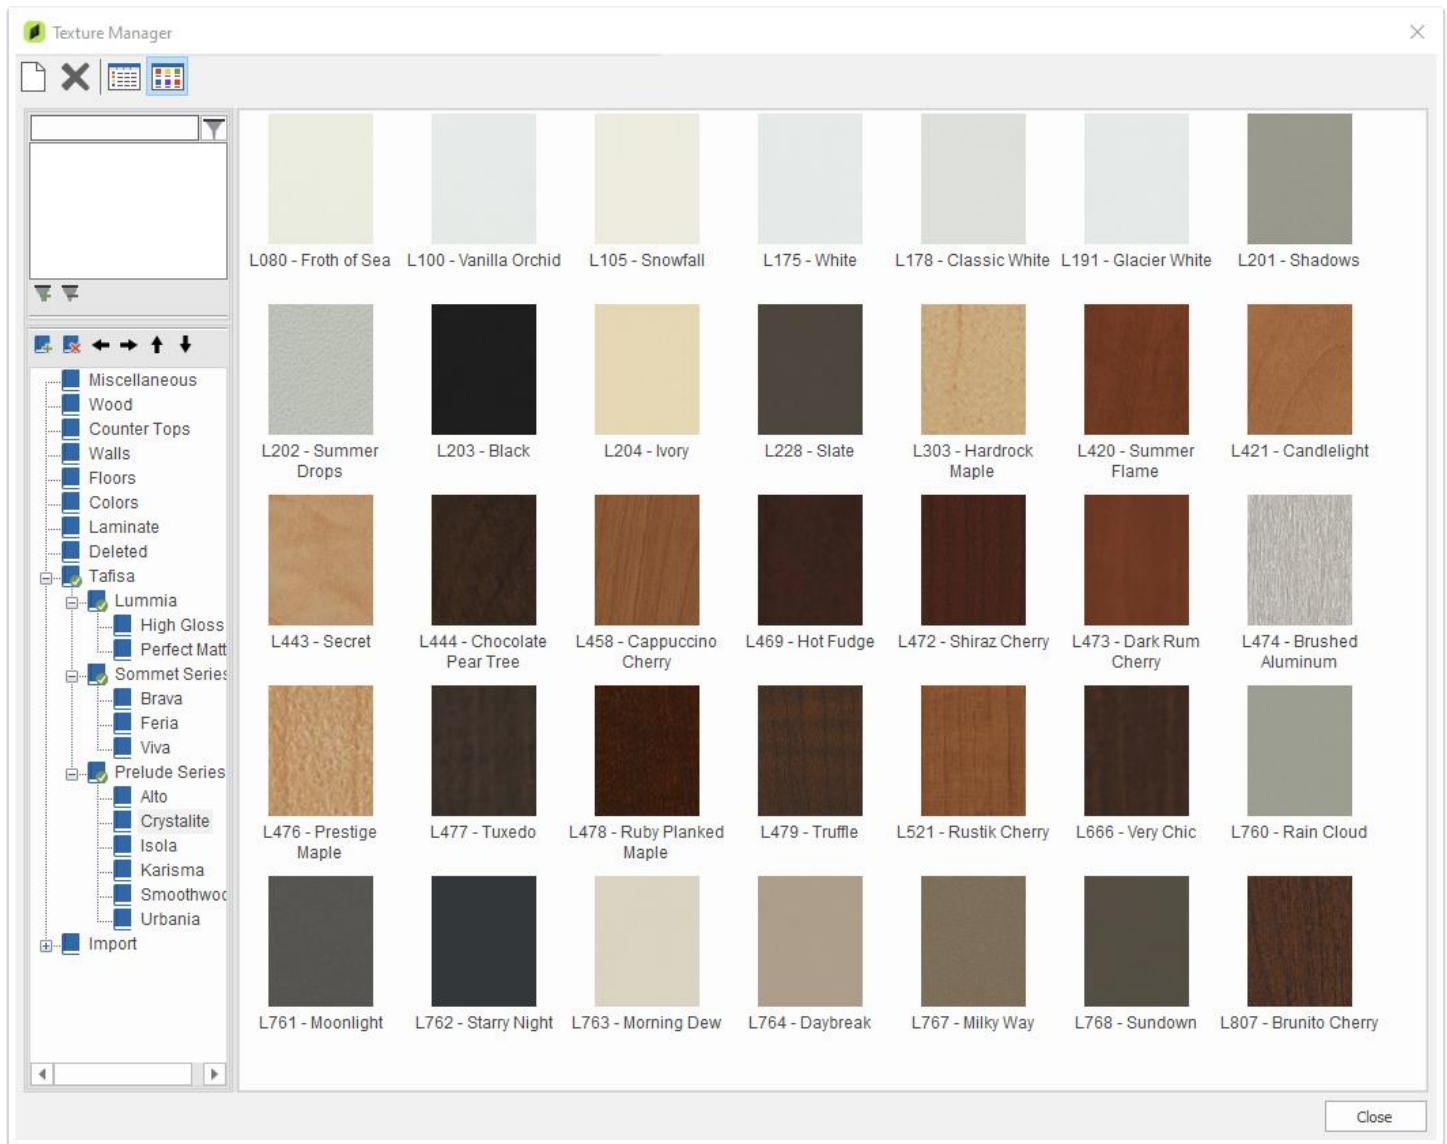 Texture Manager
L080 - Froth of Sea
L100 - Vanilla Orchid
L105 - Snowfall
L175 - White
L178 - Classic White
L191 - Glacier White
L201 - Shadows
L202 - Summer
Drops
L203 - Black
L204 - Ivory
L228 - Slate
L303 - Hardrock
Maple
L420 - Summer
Flame
L421 - Candlelight
L443 - Secret
L444 - Chocolate
Pear Tree
L458 - Cappuccino
Cherry
L469 - Hot Fudge
L472 - Shiraz Cherry
L473 - Dark Rum
Cherry
L474 - Brushed
Aluminum
L476 - Prestige
Maple
L477 - Tuxedo
L478 - Ruby Planked
Maple
L479 - Truffle
L521 - Rustik Cherry
L666 - Very Chic
L760 - Rain Cloud
L761 - Moonlight
L762 - Starry Night
L763 - Morning Dew
L764 - Daybreak
L767 - Milky Way
L768 - Sundown
L807 - Brunito Cherry
Miscellaneous
Wood
Counter Tops
Walls
Floors
Colors
Laminate
Deleted
Tafisa
Lummia
High Gloss
Perfect Matt
Sommet Series
Brava
Feria
Viva
Prelude Series
Alto
Crystalite
Isola
Karisma
Smoothwoo
Urbania
Import
Close